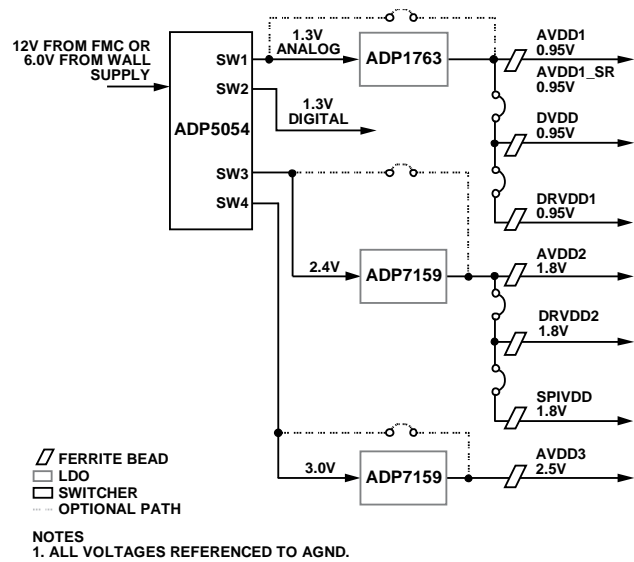 12V FROM FMC OR
6.0V FROM WALL
SUPPLY
ADP5054
SW1
SW2
SW3
SW4
1.3V
ANALOG
ADP1763
AVDD1
0.95V
AVDD1_SR
0.95V
1.3V
DIGITAL
DVDD
0.95V
DRVDD1
0.95V
2.4V
ADP7159
AVDD2
1.8V
DRVDD2
1.8V
SPIVDD
1.8V
3.0V
ADP7159
AVDD3
2.5V
FERRITE BEAD
LDO
SWITCHER
OPTIONAL PATH
NOTES
1. ALL VOLTAGES REFERENCED TO AGND.